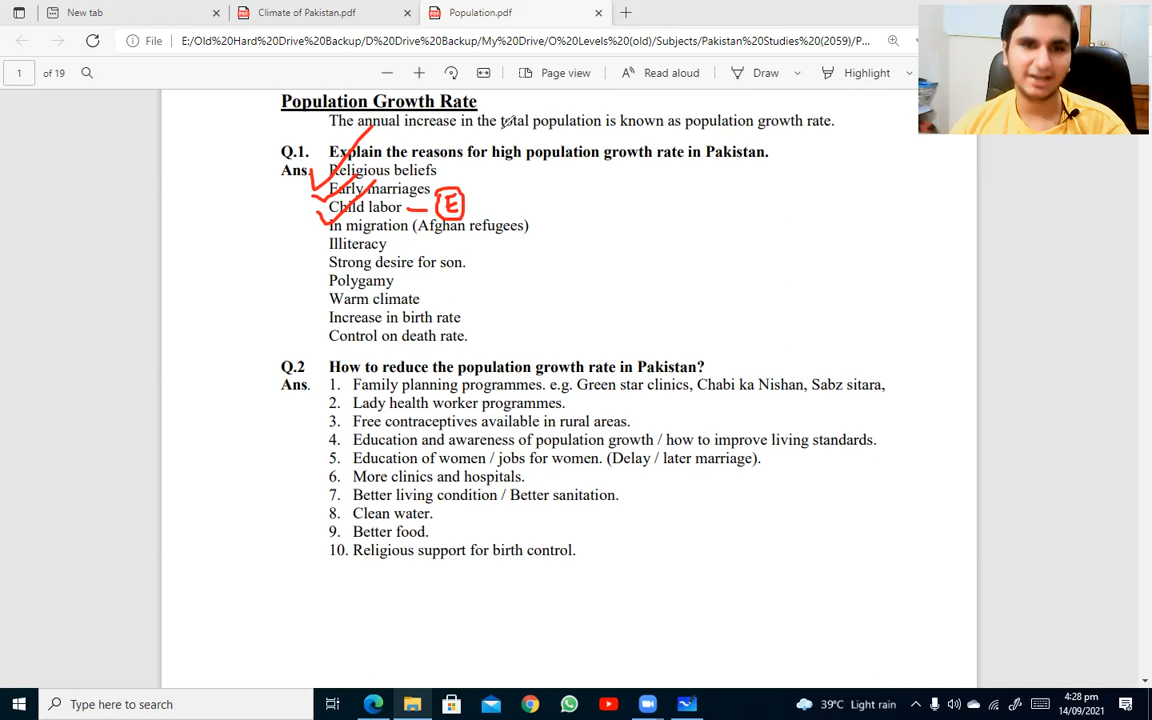 New tab
Climate of Pakistan.pdf
Population.pdf
File
E:/Old%20Hard%20Drive%20Backup/D%20Drive%20Backup/My%20Drive/O%20Levels%20(old)/Subjects/Pakistan%20Studies%20(2059)/P...
1 of 19
Page view
Read aloud
Draw
Highlight
Population Growth Rate
The annual increase in the total population is known as population growth rate.
Q.1. Explain the reasons for high population growth rate in Pakistan.
Ans. Religious beliefs
Early marriages
Child labor — E
In migration (Afghan refugees)
Illiteracy
Strong desire for son.
Polygamy
Warm climate
Increase in birth rate
Control on death rate.
Q.2 How to reduce the population growth rate in Pakistan?
Ans. 1. Family planning programmes. e.g. Green star clinics, Chabi ka Nishan, Sabz sitara,
2. Lady health worker programmes.
3. Free contraceptives available in rural areas.
4. Education and awareness of population growth / how to improve living standards.
5. Education of women / jobs for women. (Delay / later marriage).
6. More clinics and hospitals.
7. Better living condition / Better sanitation.
8. Clean water.
9. Better food.
10. Religious support for birth control.
Type here to search
39°C Light rain
4:28 pm
14/09/2021